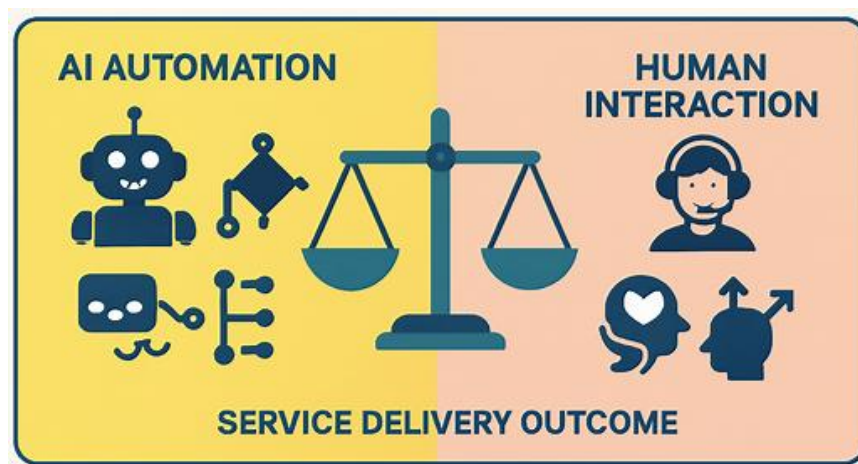 AI AUTOMATION
HUMAN
INTERACTION
SERVICE DELIVERY OUTCOME